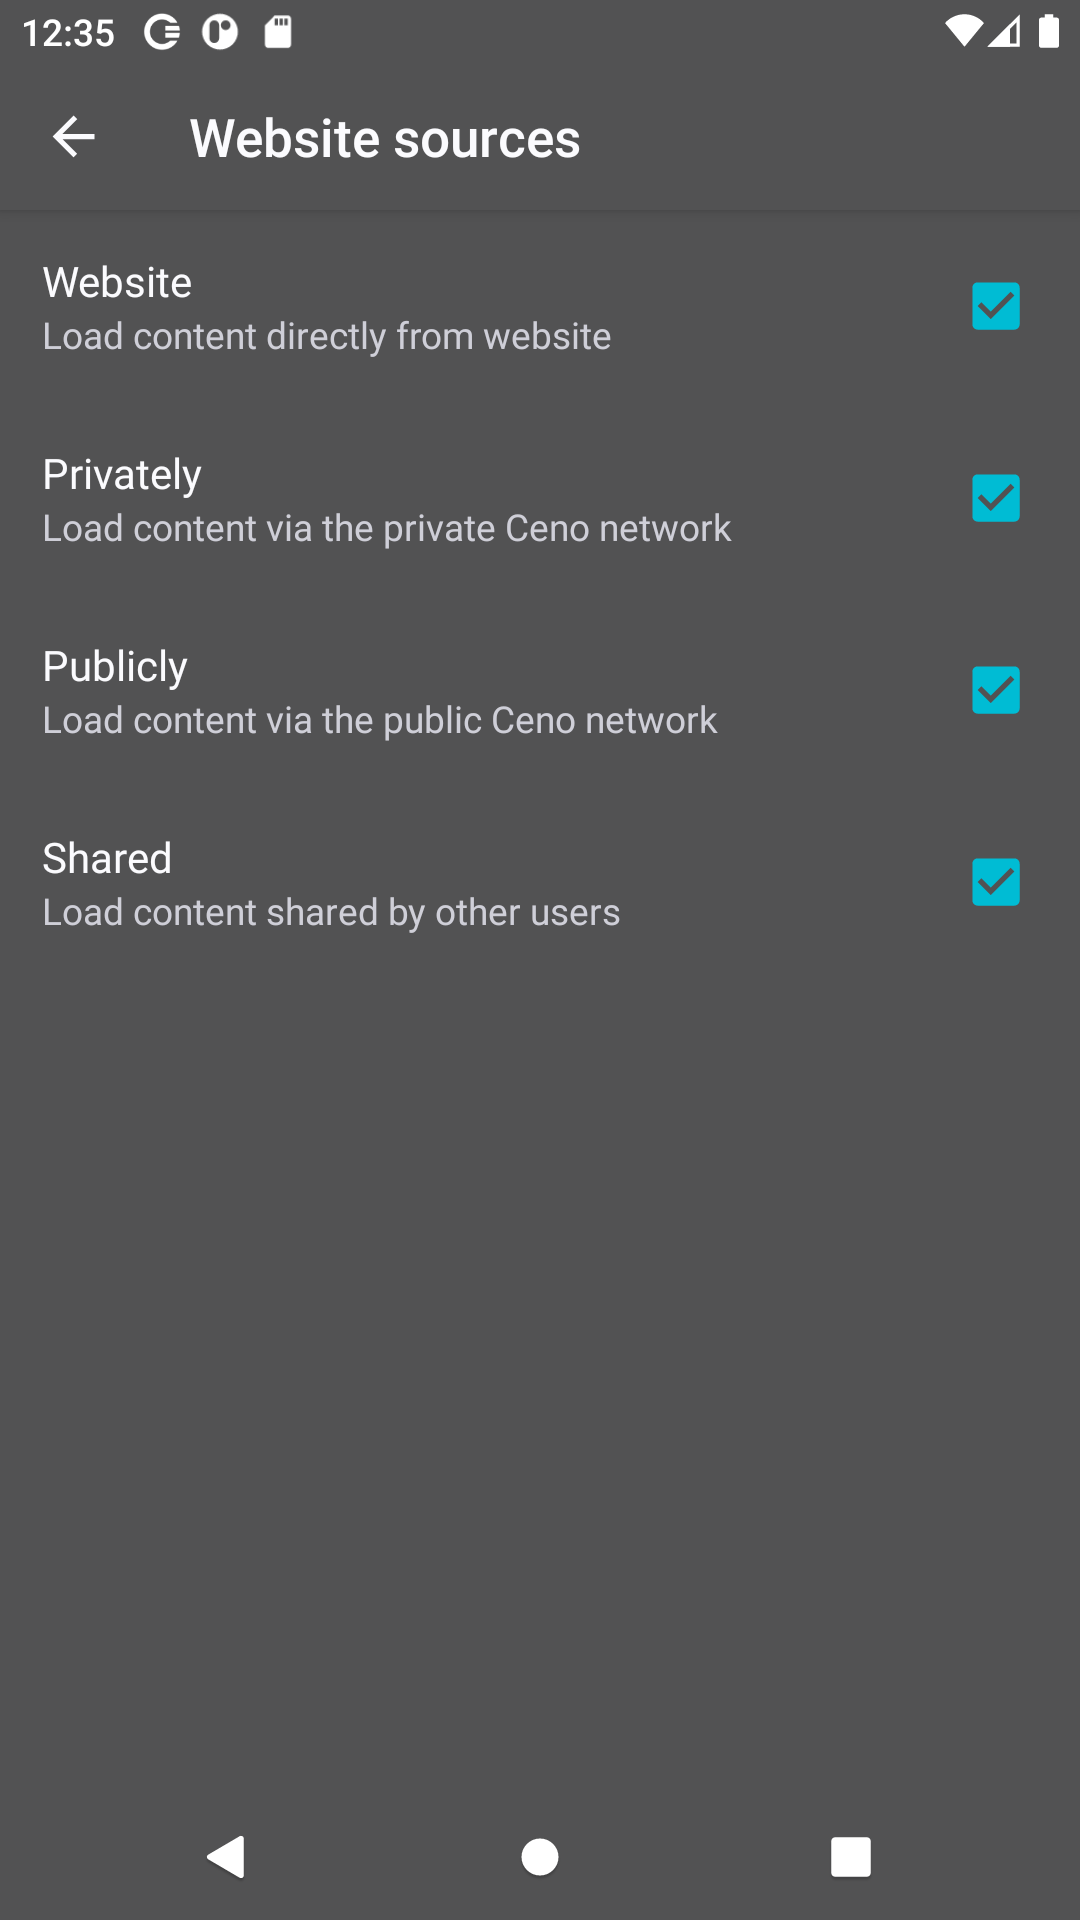 12:35
Website sources
Website
Load content directly from website
Privately
Load content via the private Ceno network
Publicly
Load content via the public Ceno network
Shared
Load content shared by other users